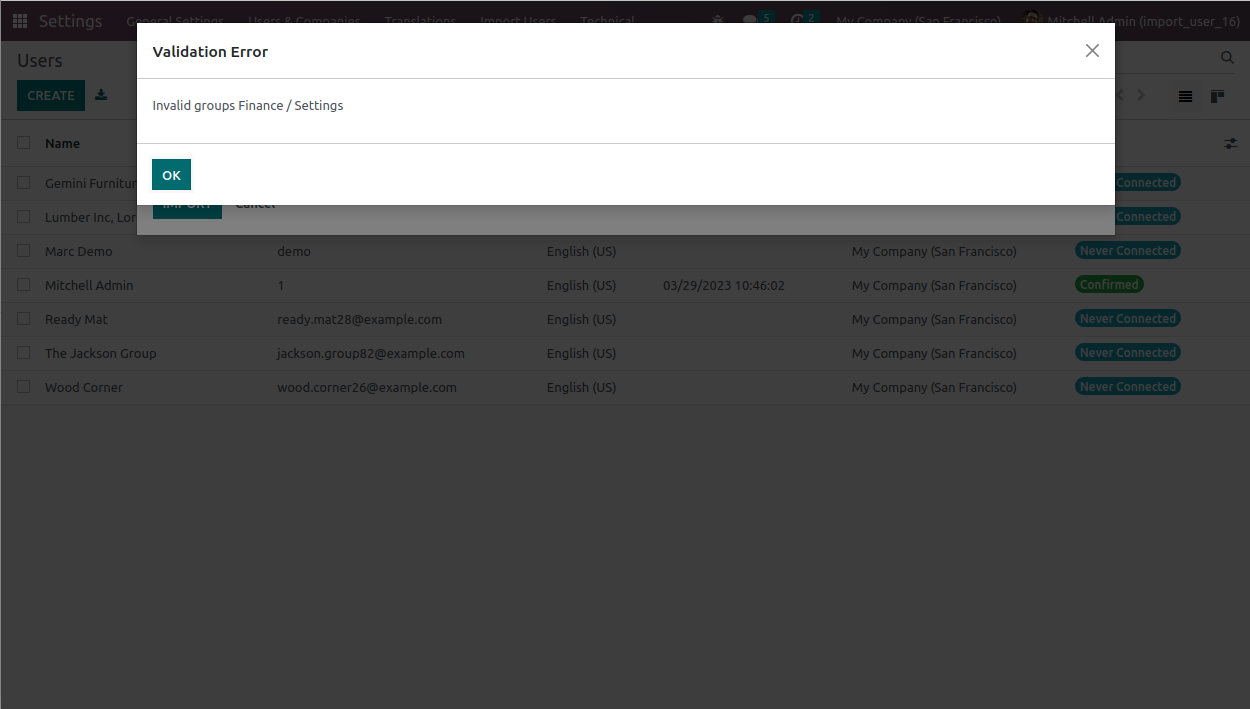 Settings General Settings Users & Companies Translations Import Users Technical 5 2 My Company (San Francisco) Mitchell Admin (import_user_16)
Validation Error
Users
CREATE
Invalid groups Finance / Settings
Name
OK
Gemini Furnitur Connected
IMPORT Cancel
Lumber Inc, Lor Connected
Marc Demo demo English (US) My Company (San Francisco) Never Connected
Mitchell Admin 1 English (US) 03/29/2023 10:46:02 My Company (San Francisco) Confirmed
Ready Mat ready.mat28@example.com English (US) My Company (San Francisco) Never Connected
The Jackson Group jackson.group82@example.com English (US) My Company (San Francisco) Never Connected
Wood Corner wood.corner26@example.com English (US) My Company (San Francisco) Never Connected